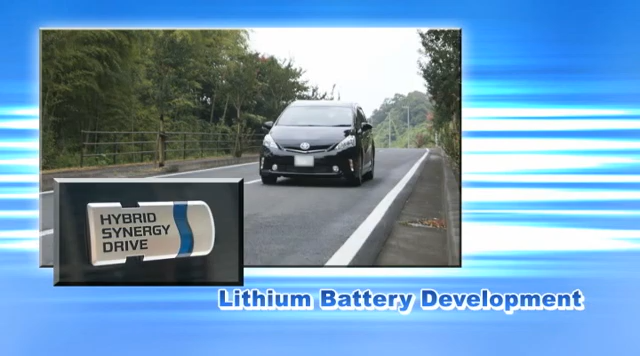 HYBRID
SYNERGY
DRIVE
Lithium Battery Development